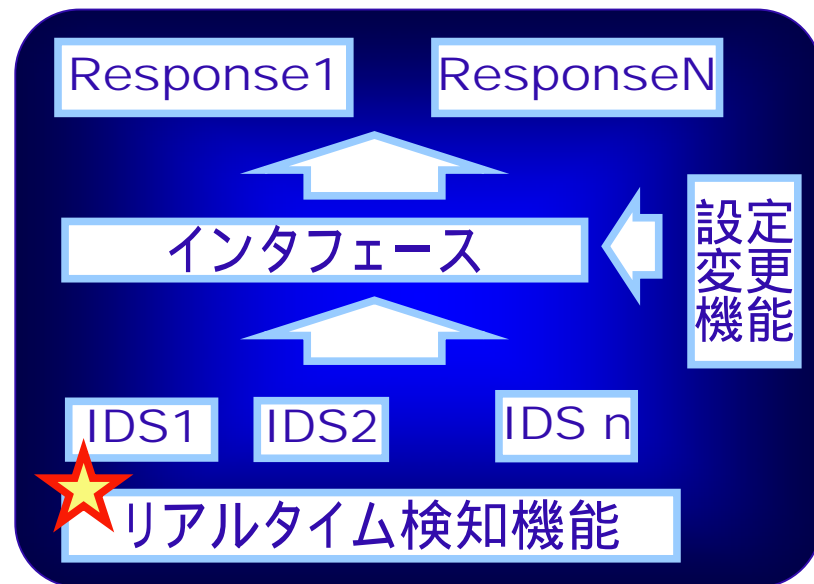 Response1
ResponseN
インタフェース
設定
変更
機能
IDS1
IDS2
IDS n
リアルタイム検知機能